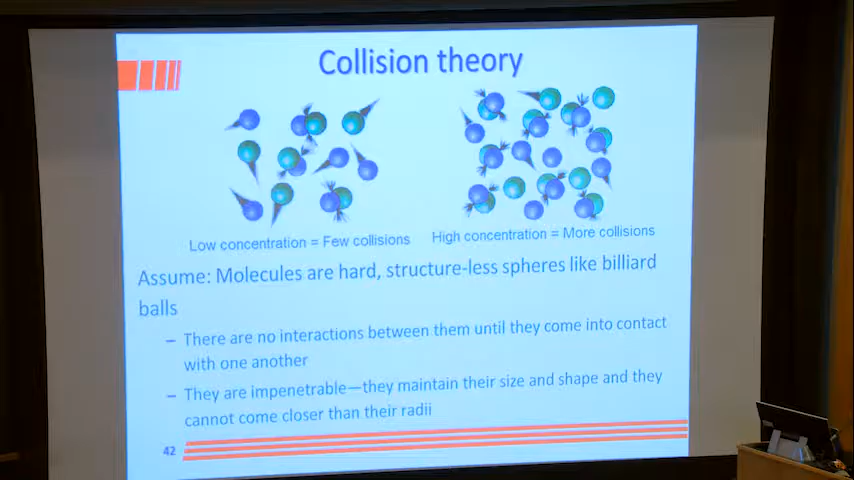 Collision theory
Low concentration = Few collisions
High concentration = More collisions
Assume: Molecules are hard, structure-less spheres like billiard
balls
– There are no interactions between them until they come into contact
with one another
– They are impenetrable—they maintain their size and shape and they
cannot come closer than their radii
42